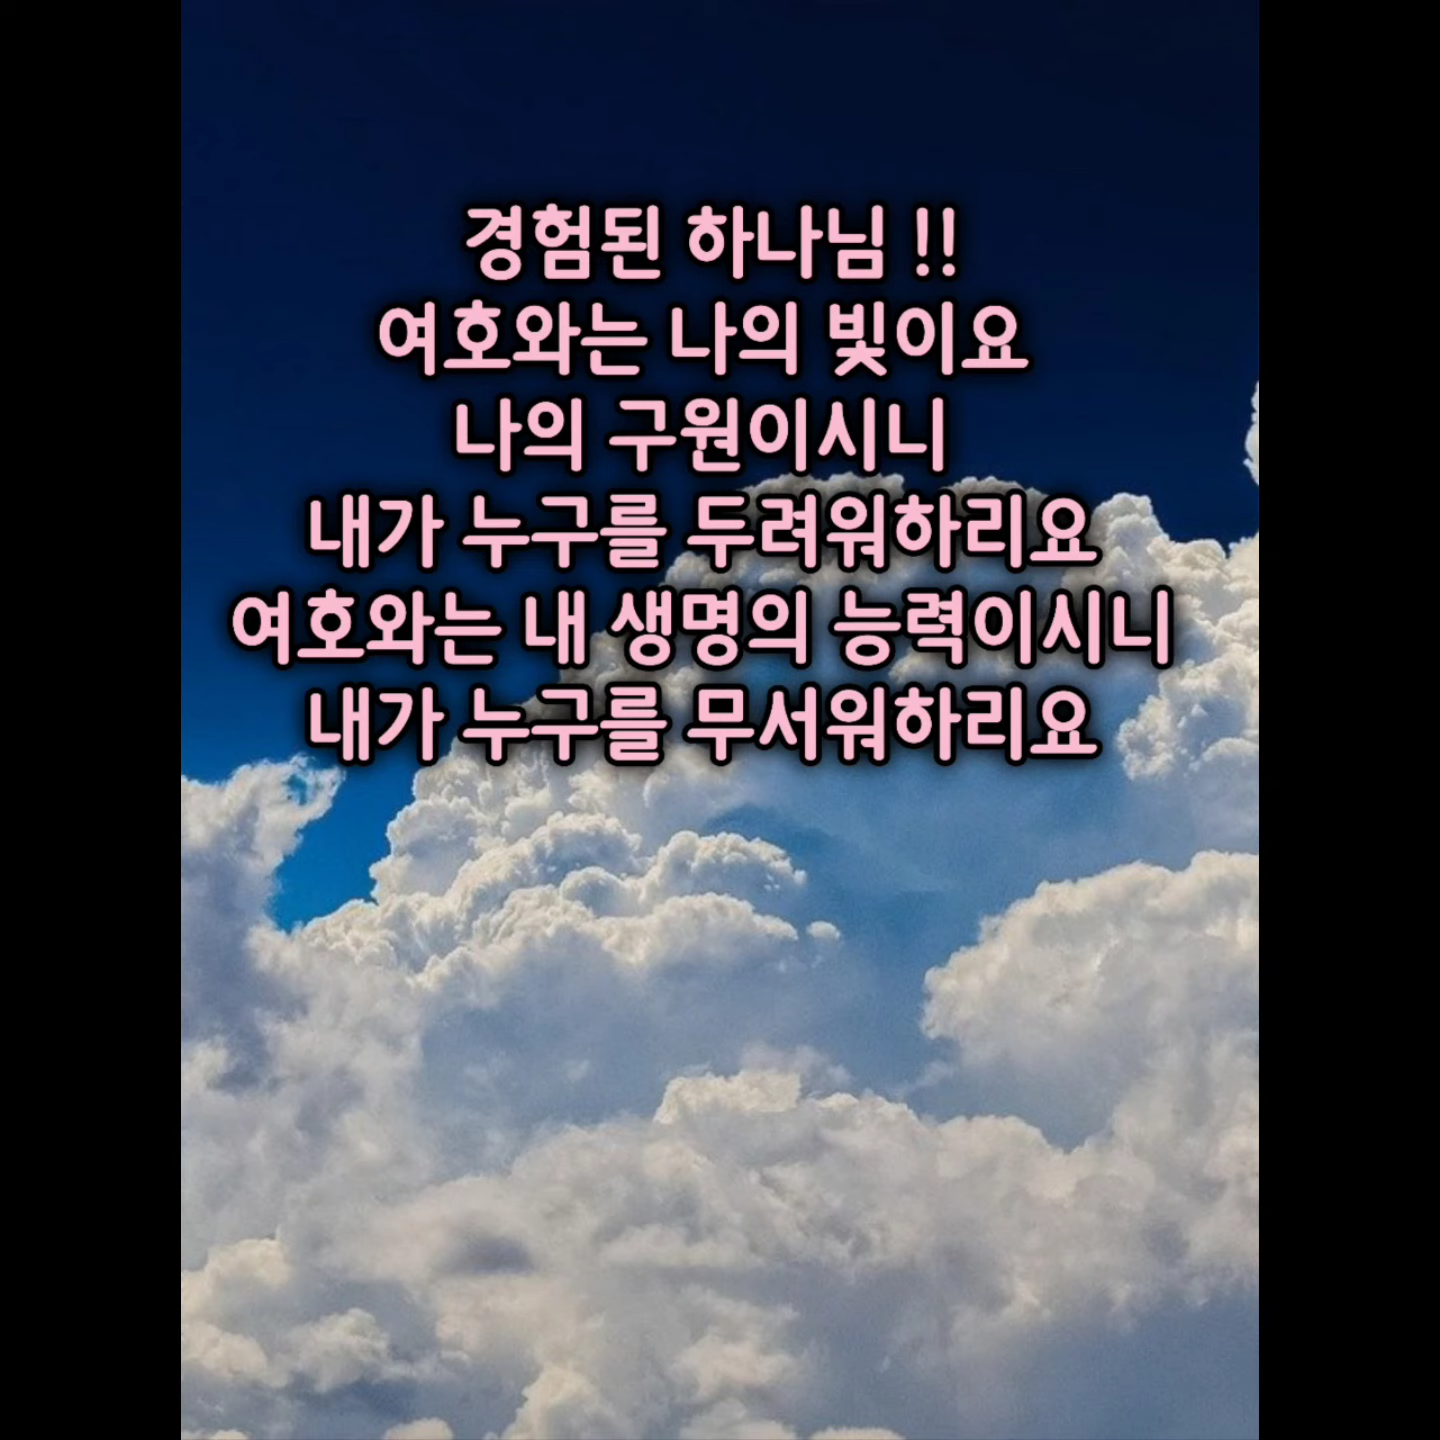 경험된 하나님 !!
여호와는 나의 빛이요
나의 구원이시니
내가 누구를 두려워하리요
여호와는 내 생명의 능력이시니
내가 누구를 무서워하리요